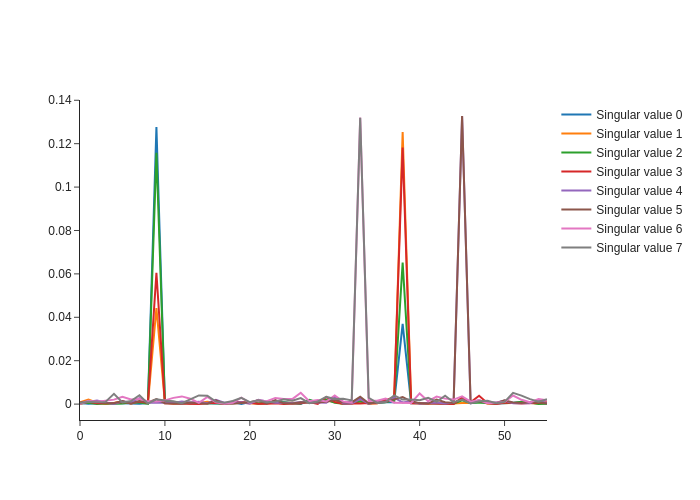 0.14
0.12
0.1
0.08
0.06
0.04
0.02
0
0
10
20
30
40
50
Singular value 0
Singular value 1
Singular value 2
Singular value 3
Singular value 4
Singular value 5
Singular value 6
Singular value 7